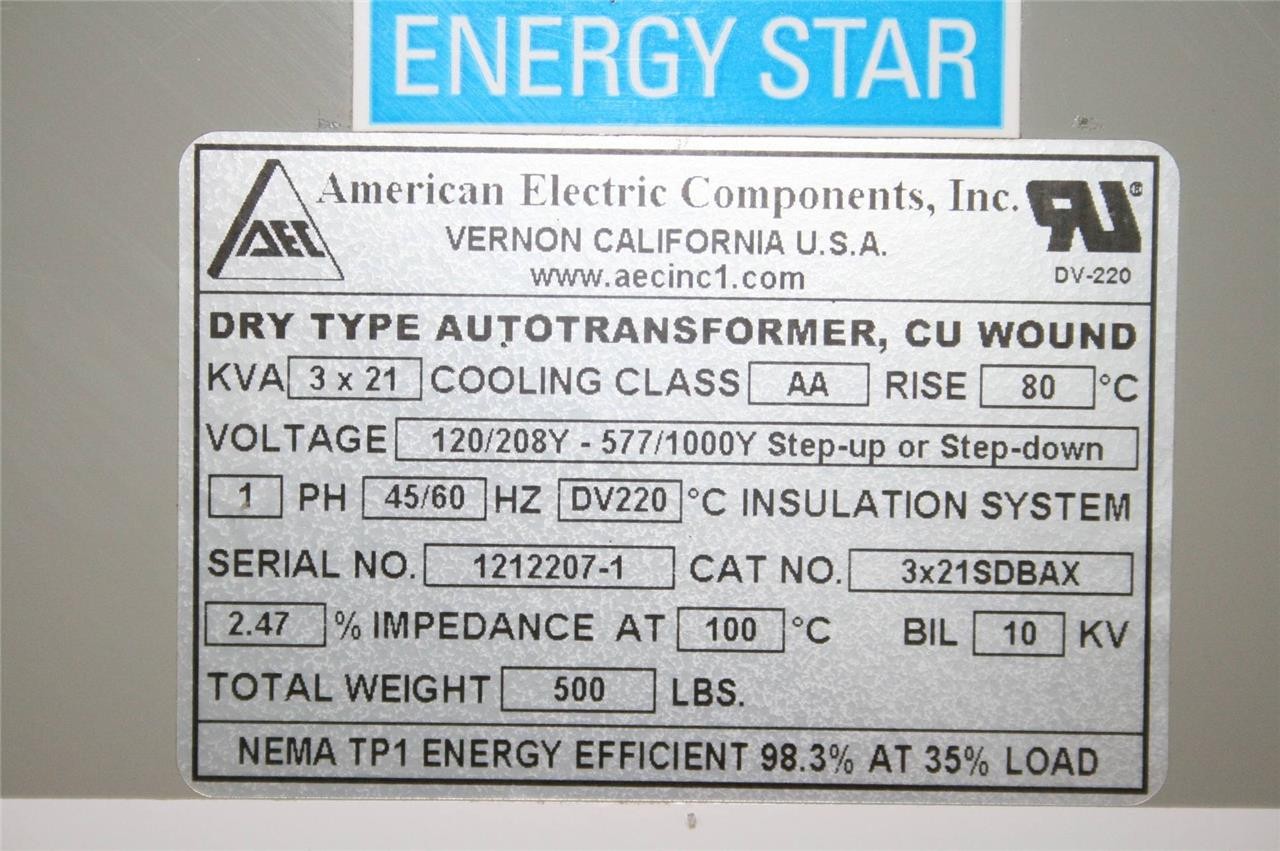 ENERGY STAR
AEC
American Electric Components, Inc.
VERNON CALIFORNIA U.S.A.
www.aecinc1.com
RU®
DV-220
DRY TYPE AUTOTRANSFORMER, CU WOUND
KVA 3 x 21 COOLING CLASS AA RISE 80 °C
VOLTAGE 120/208Y - 577/1000Y Step-up or Step-down
1 PH 45/60 HZ DV220 °C INSULATION SYSTEM
SERIAL NO. 1212207-1 CAT NO. 3x21SDBAX
2.47 % IMPEDANCE AT 100 °C BIL 10 KV
TOTAL WEIGHT 500 LBS.
NEMA TP1 ENERGY EFFICIENT 98.3% AT 35% LOAD